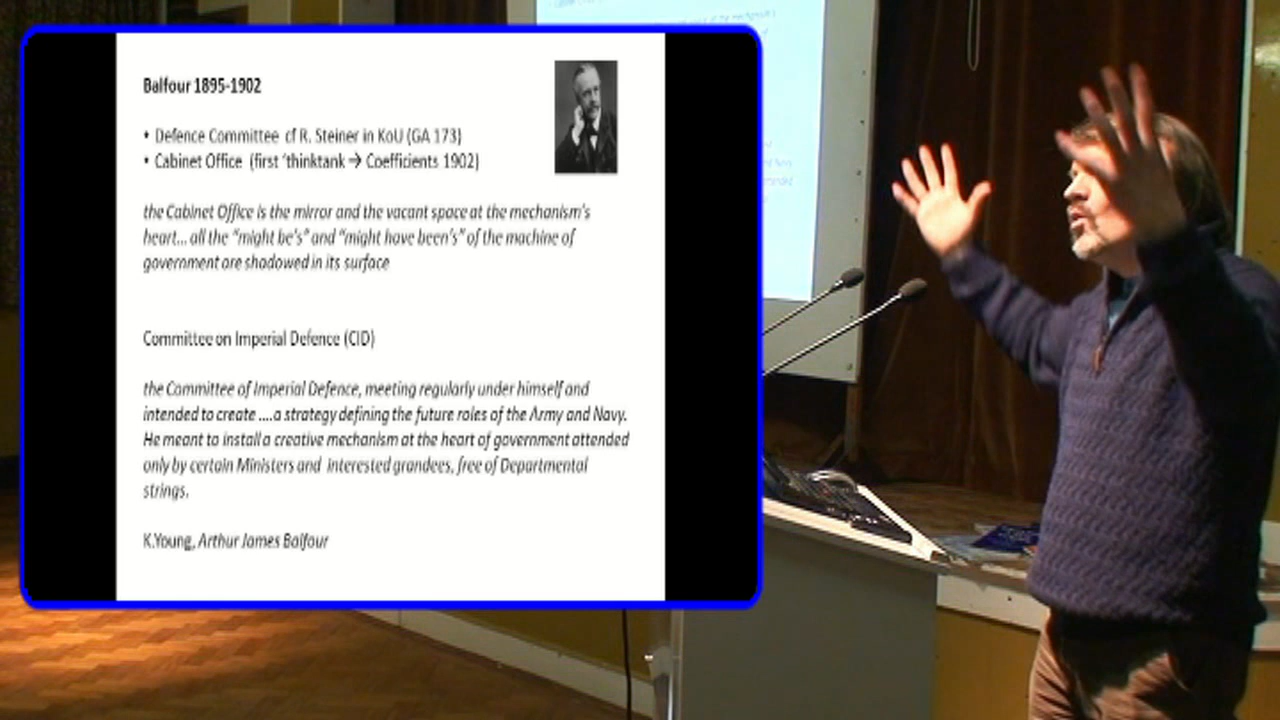 Balfour 1895-1902
• Defence Committee cf R. Steiner in KoU (GA 173)
• Cabinet Office (first 'thinktank → Coefficients 1902)
the Cabinet Office is the mirror and the vacant space at the mechanism's
heart... all the "might be's" and "might have been's" of the machine of
government are shadowed in its surface
Committee on Imperial Defence (CID)
the Committee of Imperial Defence, meeting regularly under himself and
intended to create ....a strategy defining the future roles of the Army and Navy.
He meant to install a creative mechanism at the heart of government attended
only by certain Ministers and Interested grandees, free of Departmental
strings.
K.Young, Arthur James Balfour